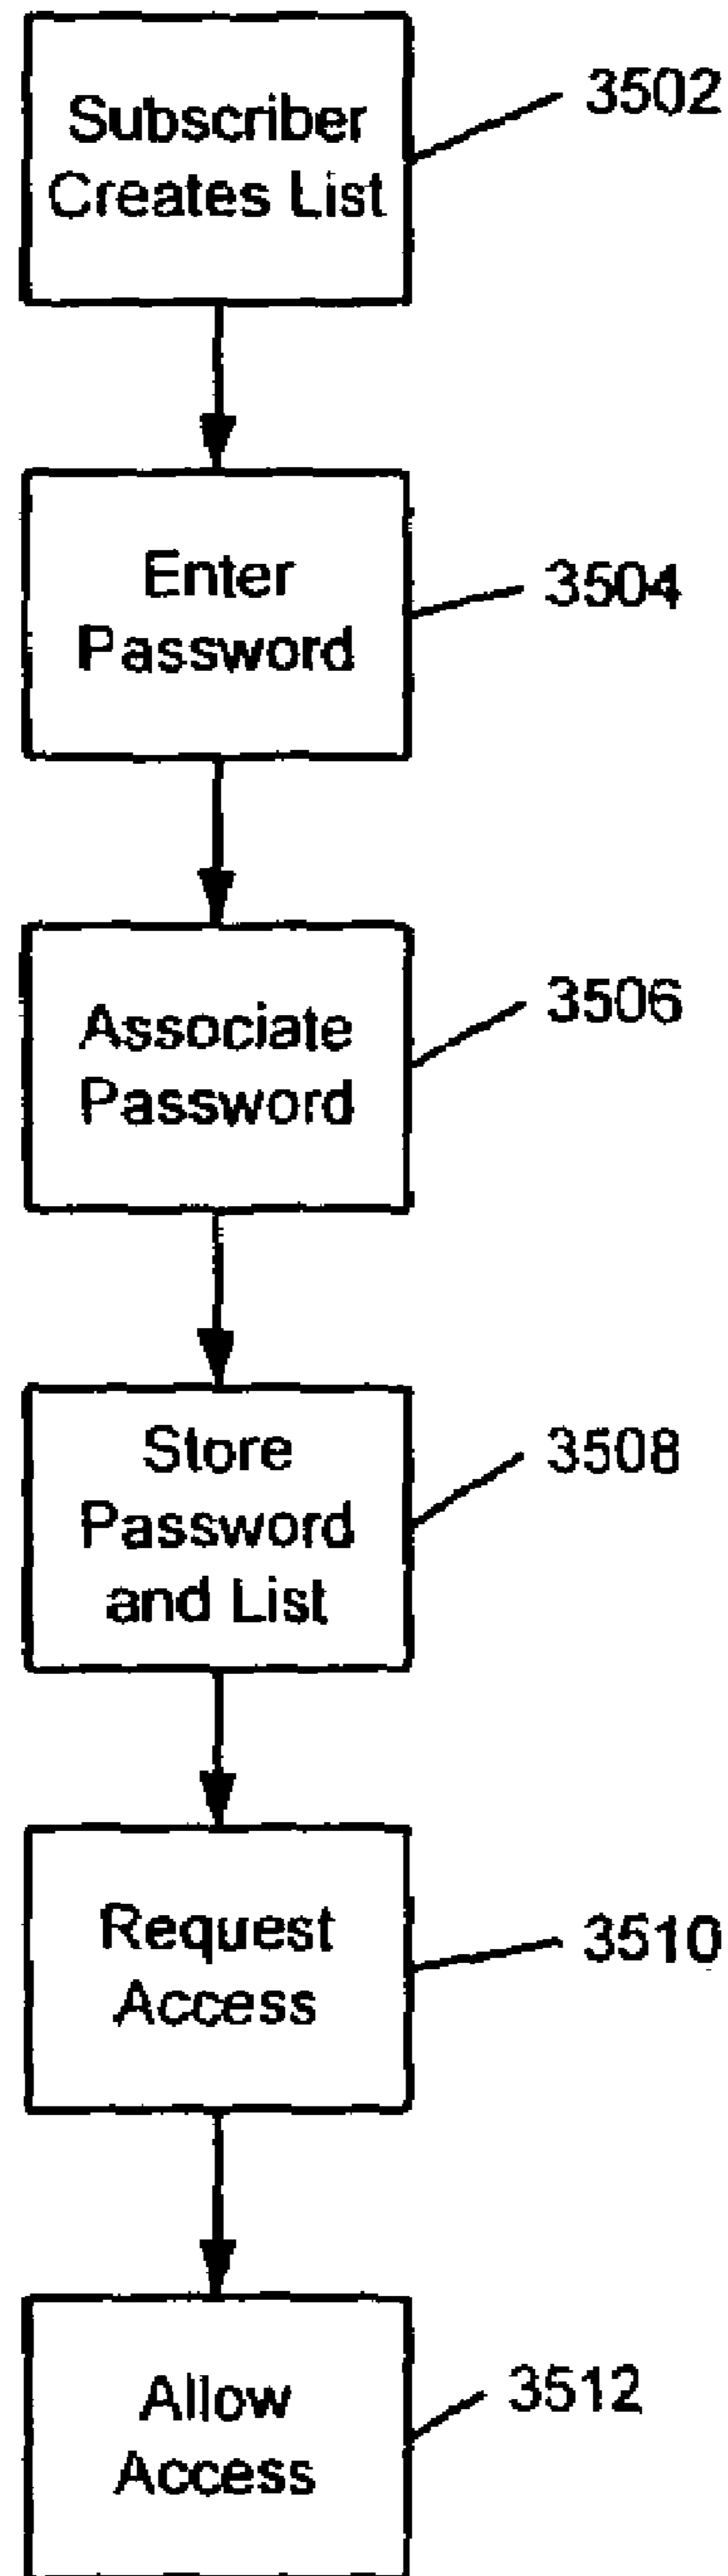 Subscriber
Creates List
3502
Enter
Password
3504
Associate
Password
3506
Store
Password
and List
3508
Request
Access
3510
Allow
Access
3512